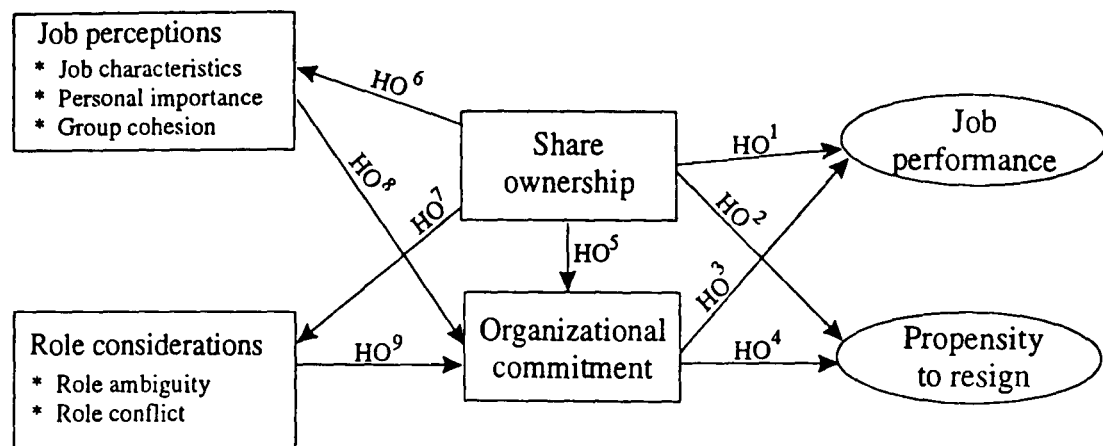 Job perceptions
* Job characteristics
* Personal importance
* Group cohesion
HO⁶
Share
ownership
HO¹
Job
performance
HO⁸
HO⁷
HO²
HO⁵
HO³
Role considerations
* Role ambiguity
* Role conflict
HO⁹
Organizational
commitment
HO⁴
Propensity
to resign